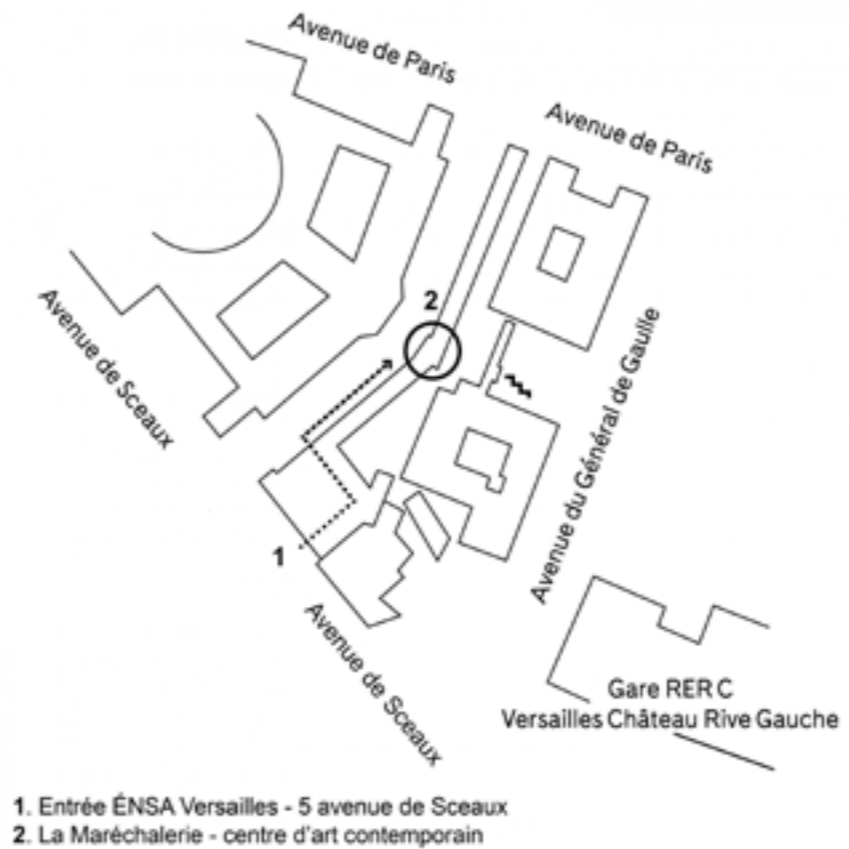 Avenue de Paris
Avenue de Paris
2
Avenue de Sceaux
Avenue du Général de Gaulle
1
Avenue de Sceaux
Gare RER C
Versailles Château Rive Gauche
1. Entrée ÉNSA Versailles - 5 avenue de Sceaux
2. La Maréchalerie - centre d'art contemporain